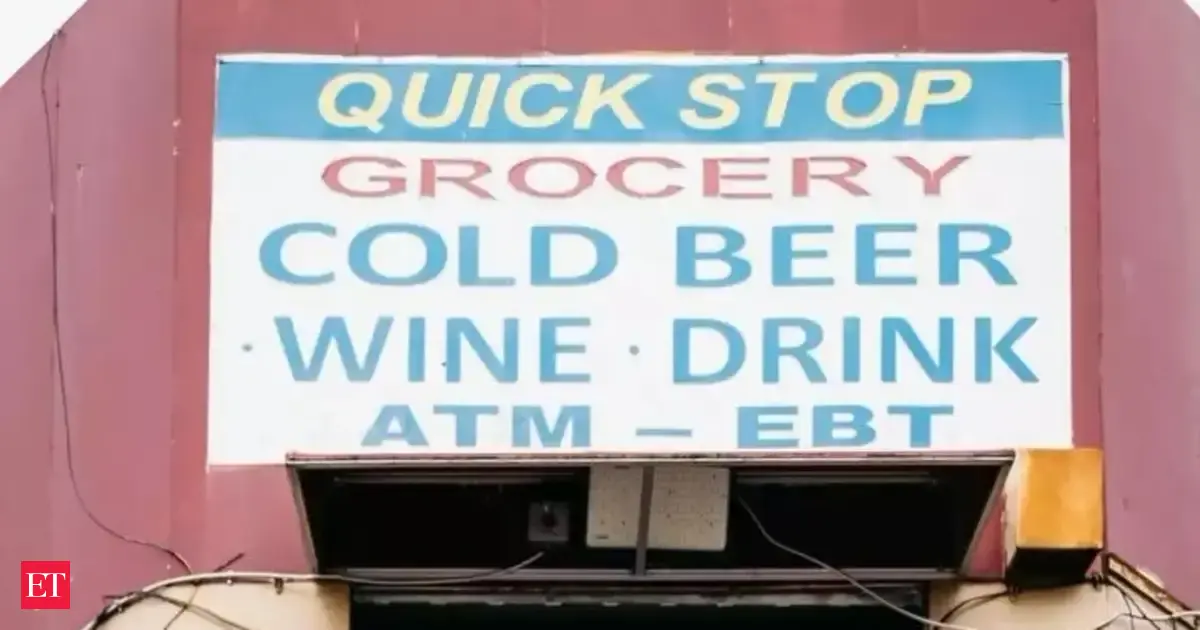 QUICK STOP
GROCERY
COLD BEER
· WINE · DRINK
ATM – EBT
ET